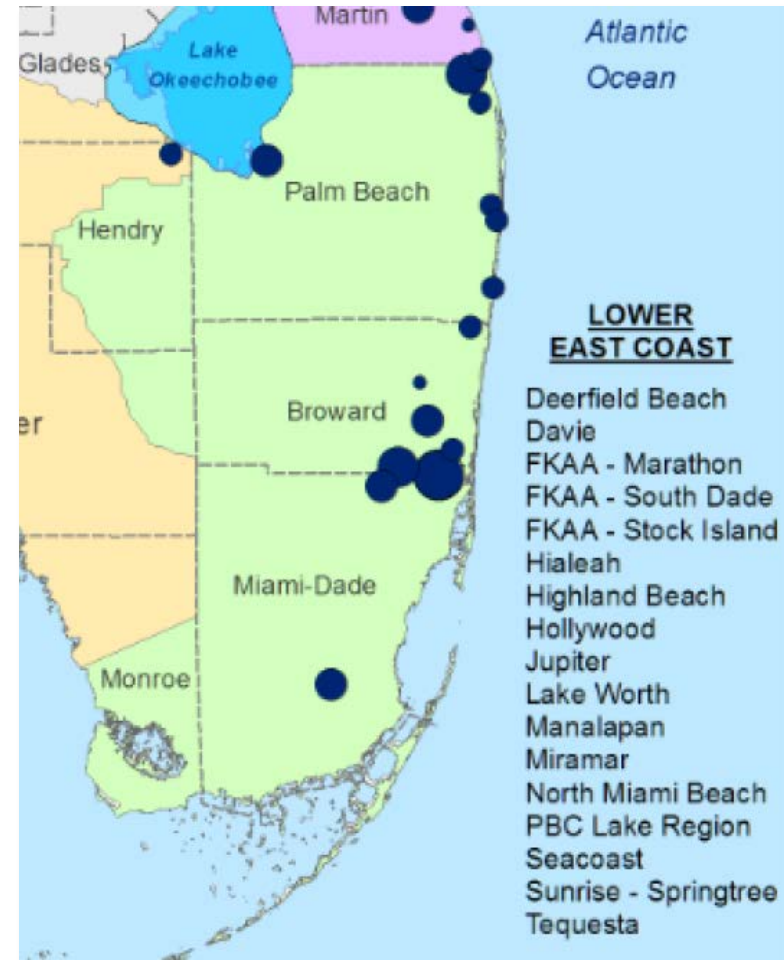 Martin
Atlantic
Ocean
Glades
Lake
Okeechobee
Palm Beach
Hendry
LOWER
EAST COAST
Broward
er
Deerfield Beach
Davie
FKAA - Marathon
FKAA - South Dade
FKAA - Stock Island
Hialeah
Highland Beach
Hollywood
Jupiter
Lake Worth
Manalapan
Miramar
North Miami Beach
PBC Lake Region
Seacoast
Sunrise - Springtree
Tequesta
Miami-Dade
Monroe